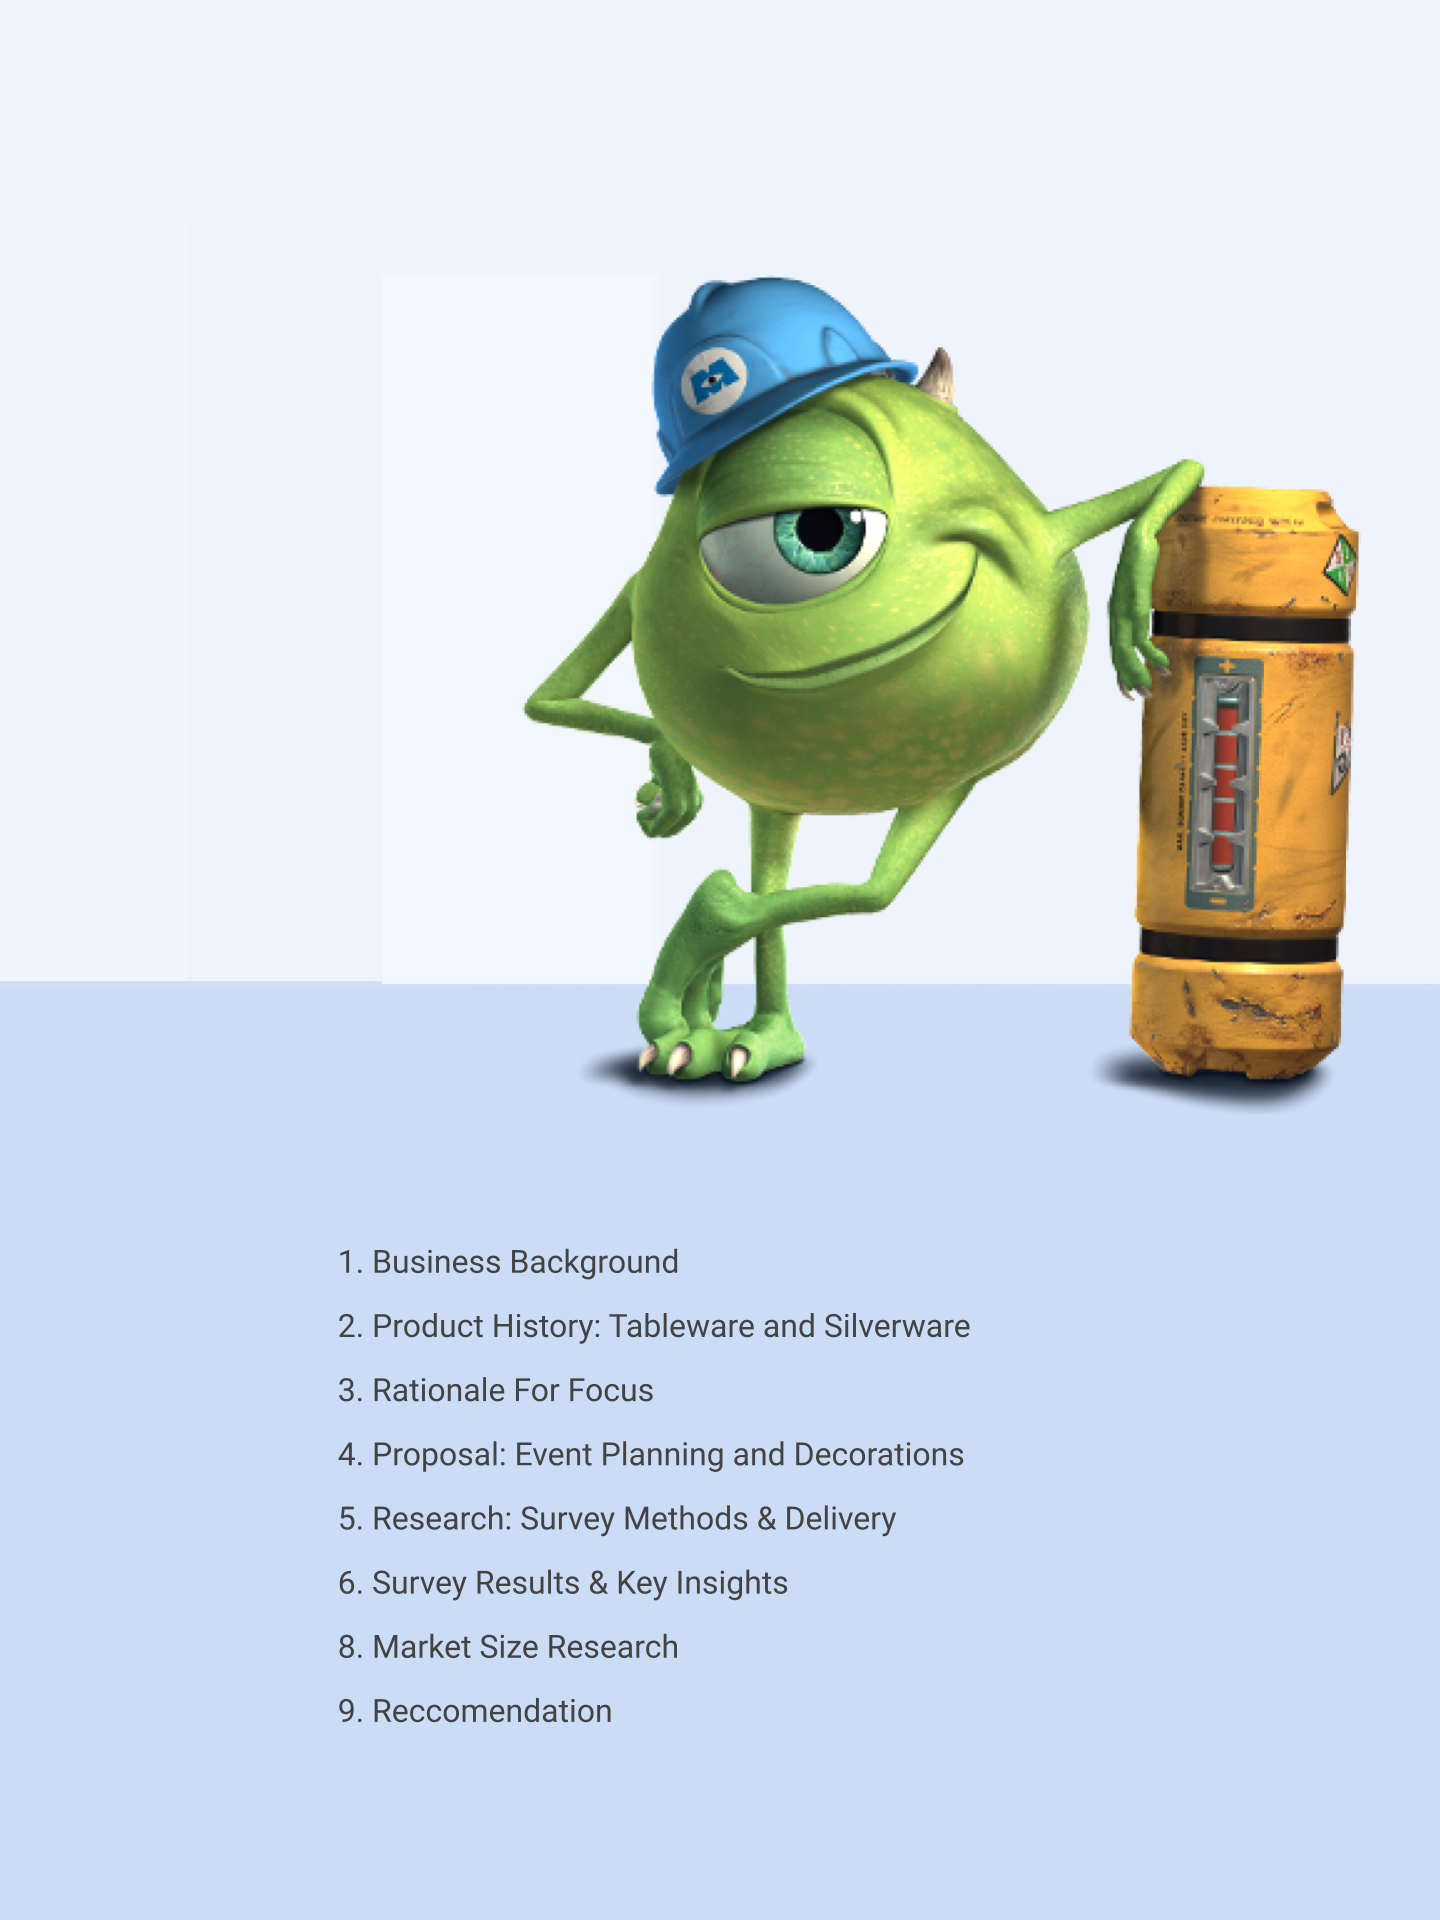 1. Business Background
2. Product History: Tableware and Silverware
3. Rationale For Focus
4. Proposal: Event Planning and Decorations
5. Research: Survey Methods & Delivery
6. Survey Results & Key Insights
8. Market Size Research
9. Reccomendation